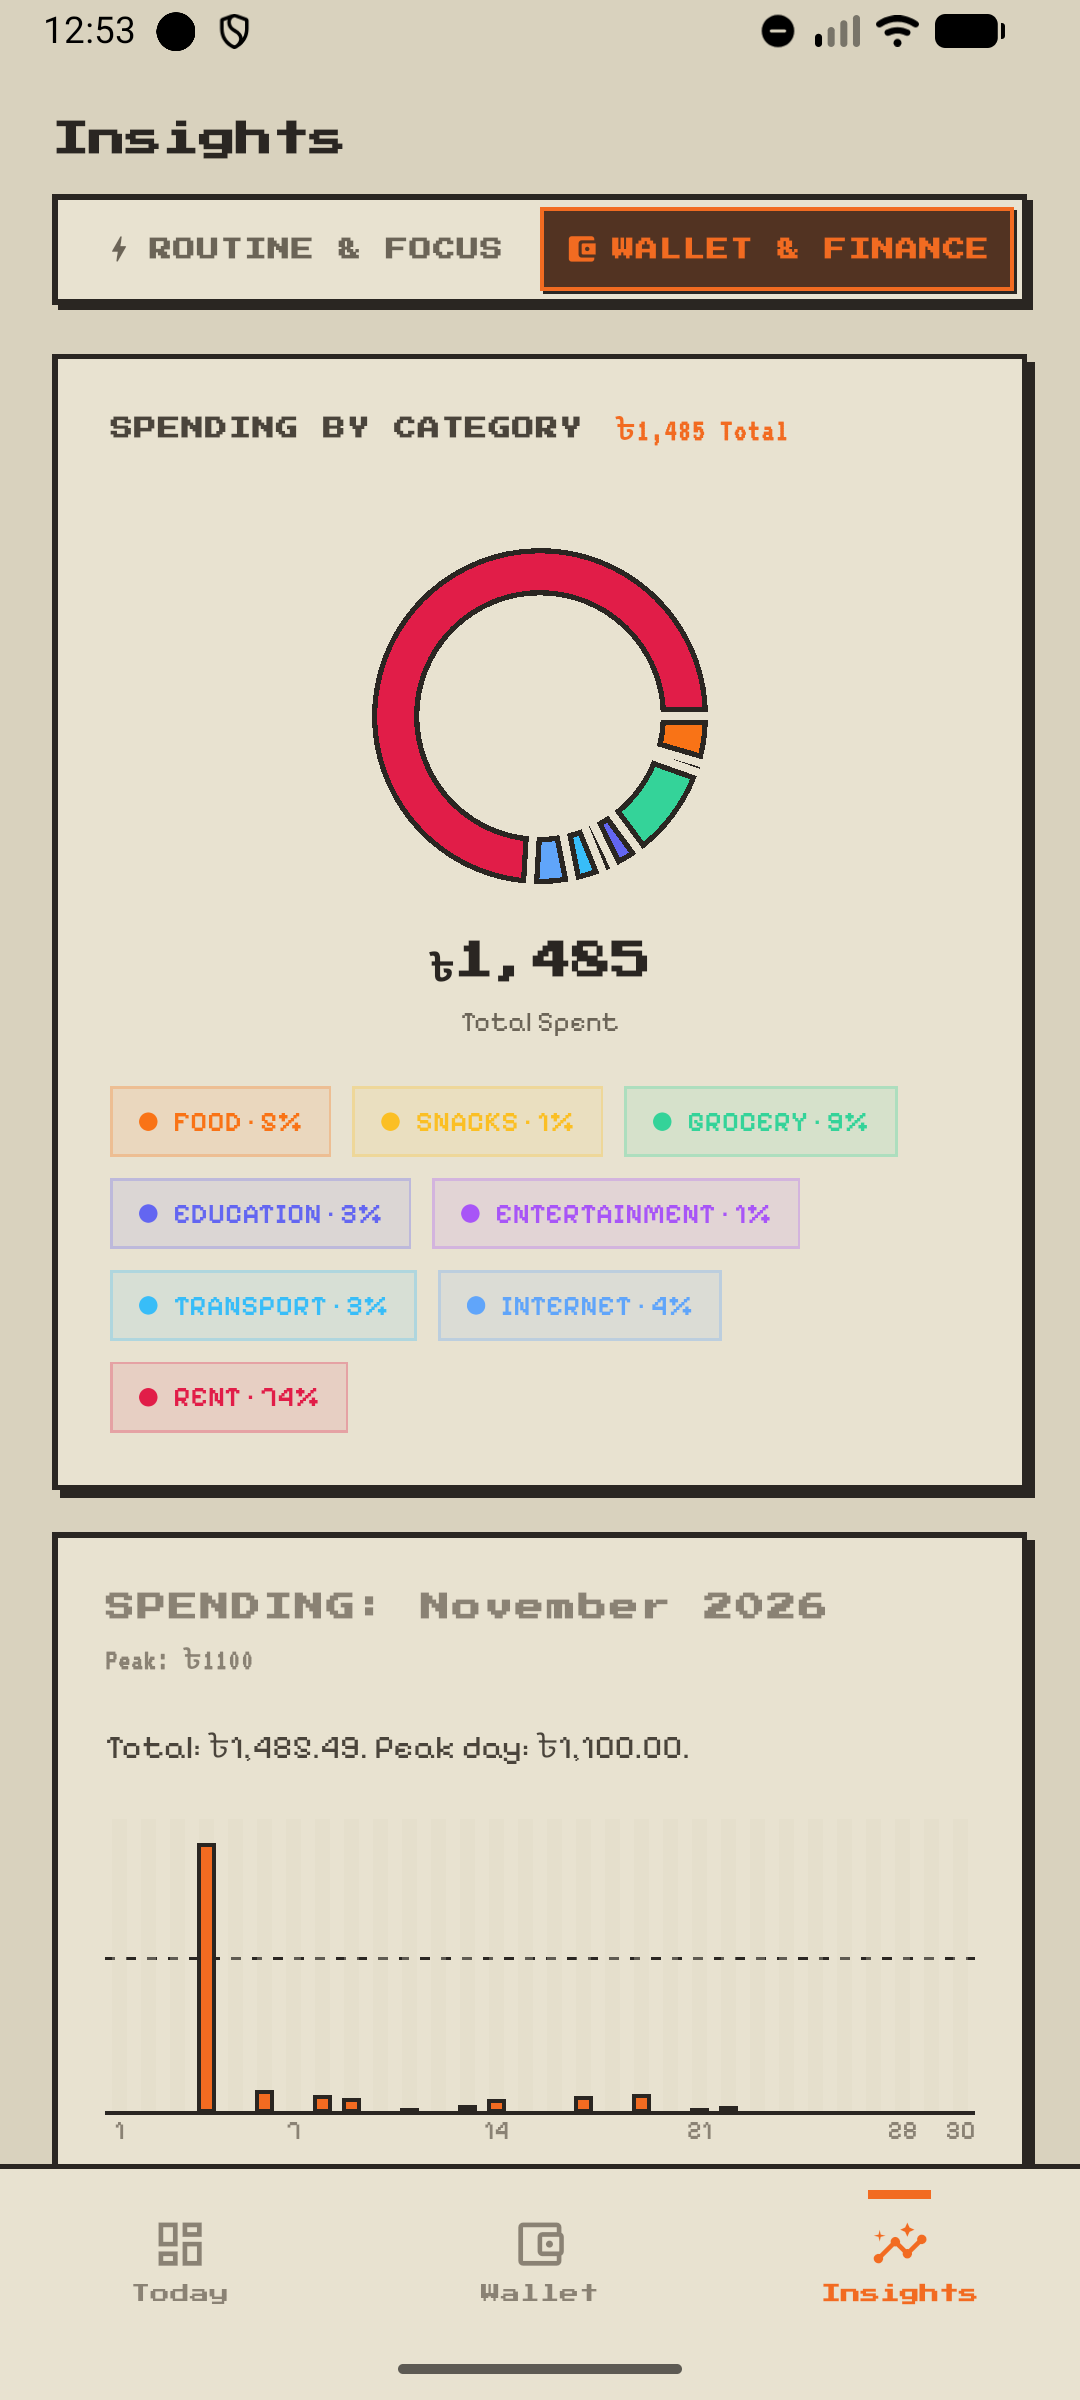 12:53
Insights
ROUTINE & FOCUS
WALLET & FINANCE
SPENDING BY CATEGORY ৳1,485 Total
৳1,485
Total Spent
FOOD · 5%
SNACKS · 1%
GROCERY · 9%
EDUCATION · 3%
ENTERTAINMENT · 1%
TRANSPORT · 3%
INTERNET · 4%
RENT · 74%
SPENDING: November 2026
Peak: ৳1100
Total: ৳1,485.49. Peak day: ৳1,100.00.
1 7 14 21 28 30
Today
Wallet
Insights